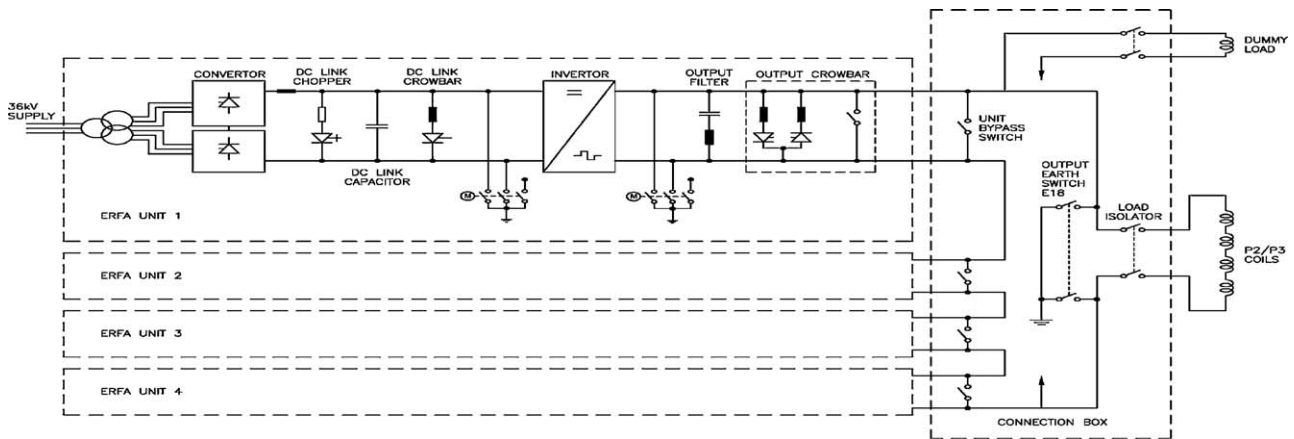 36kV
SUPPLY
CONVERTOR
DC LINK
CHOPPER
DC LINK
CROWBAR
DC LINK
CAPACITOR
M
INVERTOR
M
OUTPUT
FILTER
OUTPUT CROWBAR
UNIT
BYPASS
SWITCH
DUMMY
LOAD
OUTPUT
EARTH
SWITCH
E18
LOAD
ISOLATOR
P2/P3
COILS
ERFA UNIT 1
ERFA UNIT 2
ERFA UNIT 3
ERFA UNIT 4
CONNECTION BOX